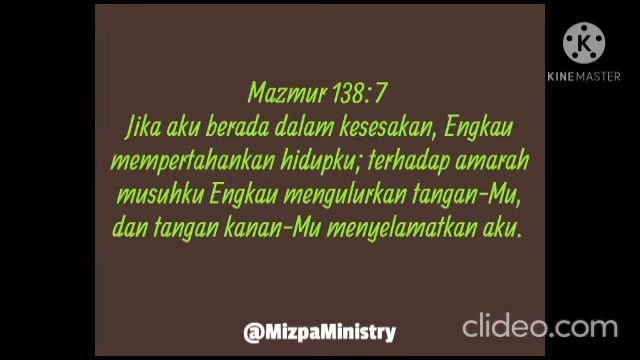 KINEMASTER
Mazmur 138:7
Jika aku berada dalam kesesakan, Engkau
mempertahankan hidupku; terhadap amarah
musuhku Engkau mengulurkan tangan-Mu,
dan tangan kanan-Mu menyelamatkan aku.
@MizpaMinistry
clideo.com